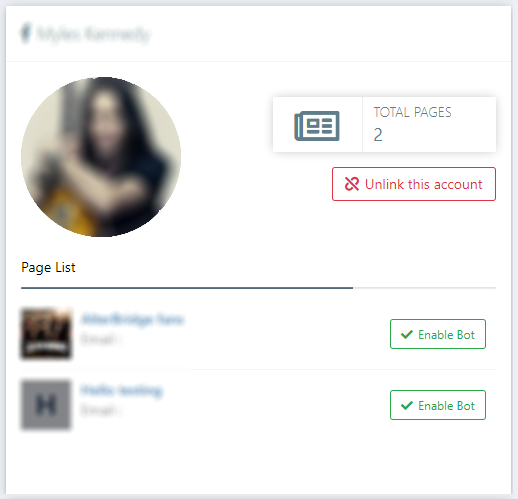 Myles Kennedy
TOTAL PAGES
2
Unlink this account
Page List
AlterBridge fans
Email :
Enable Bot
Hello testing
Email :
Enable Bot
H